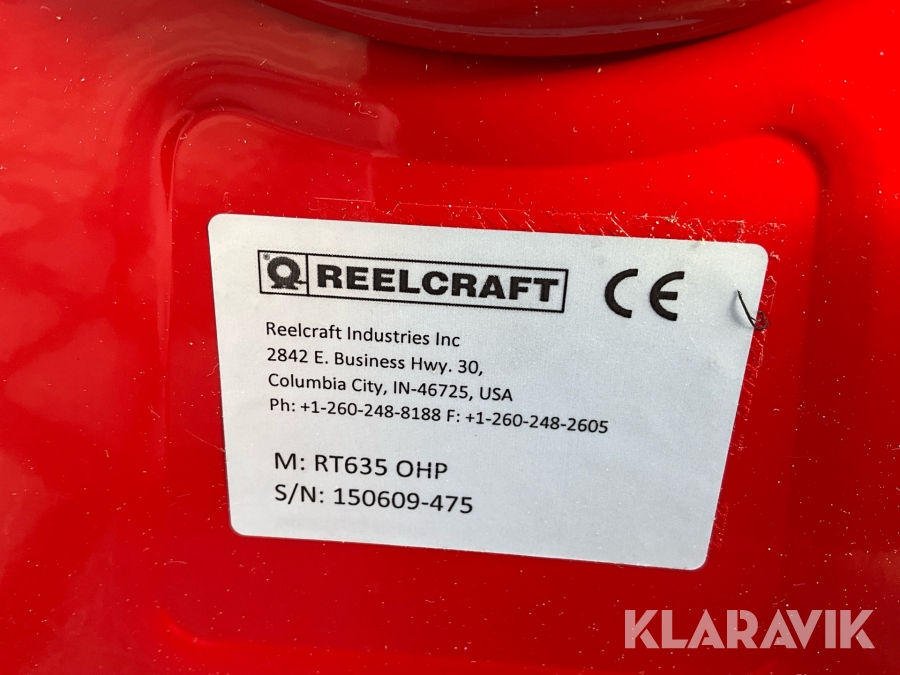 REELCRAFT CE
Reelcraft Industries Inc
2842 E. Business Hwy. 30,
Columbia City, IN-46725, USA
Ph: +1-260-248-8188 F: +1-260-248-2605
M: RT635 OHP
S/N: 150609-475
KLARAVIK